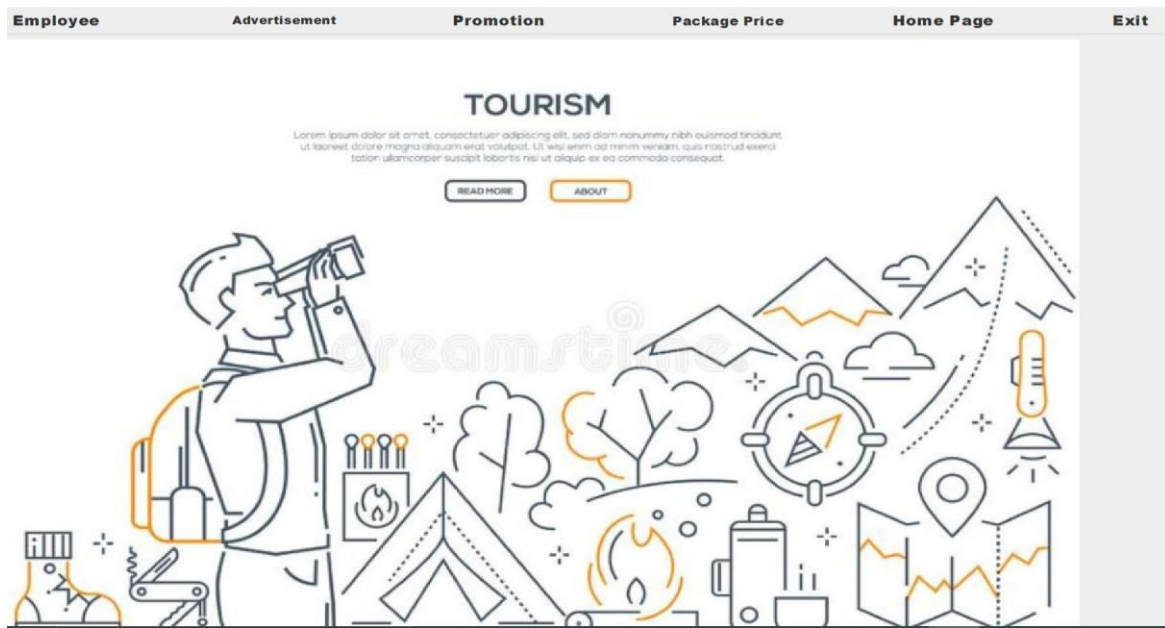 Employee Advertisement Promotion Package Price Home Page Exit
TOURISM
Lorem ipsum dolor sit amet, consectetuer adipiscing elit, sed diam nonummy nibh euismod tincidunt
ut laoreet dolore magna aliquam erat volutpat. Ut wisi enim ad minim veniam, quis nostrud exerci
tation ullamcorper suscipit lobortis nisl ut aliquip ex ea commodo consequat.
READ MORE ABOUT
dreamstime.